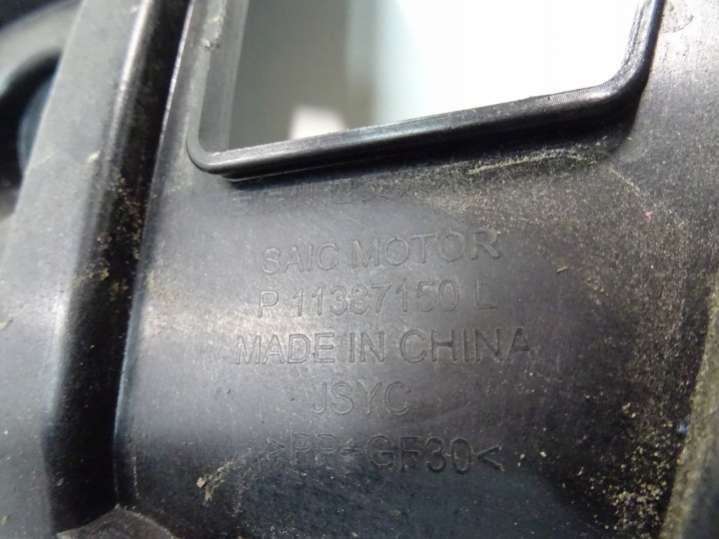 SAIC MOTOR
P 11387150 L
MADE IN CHINA
JSYC
>PP+GF30<